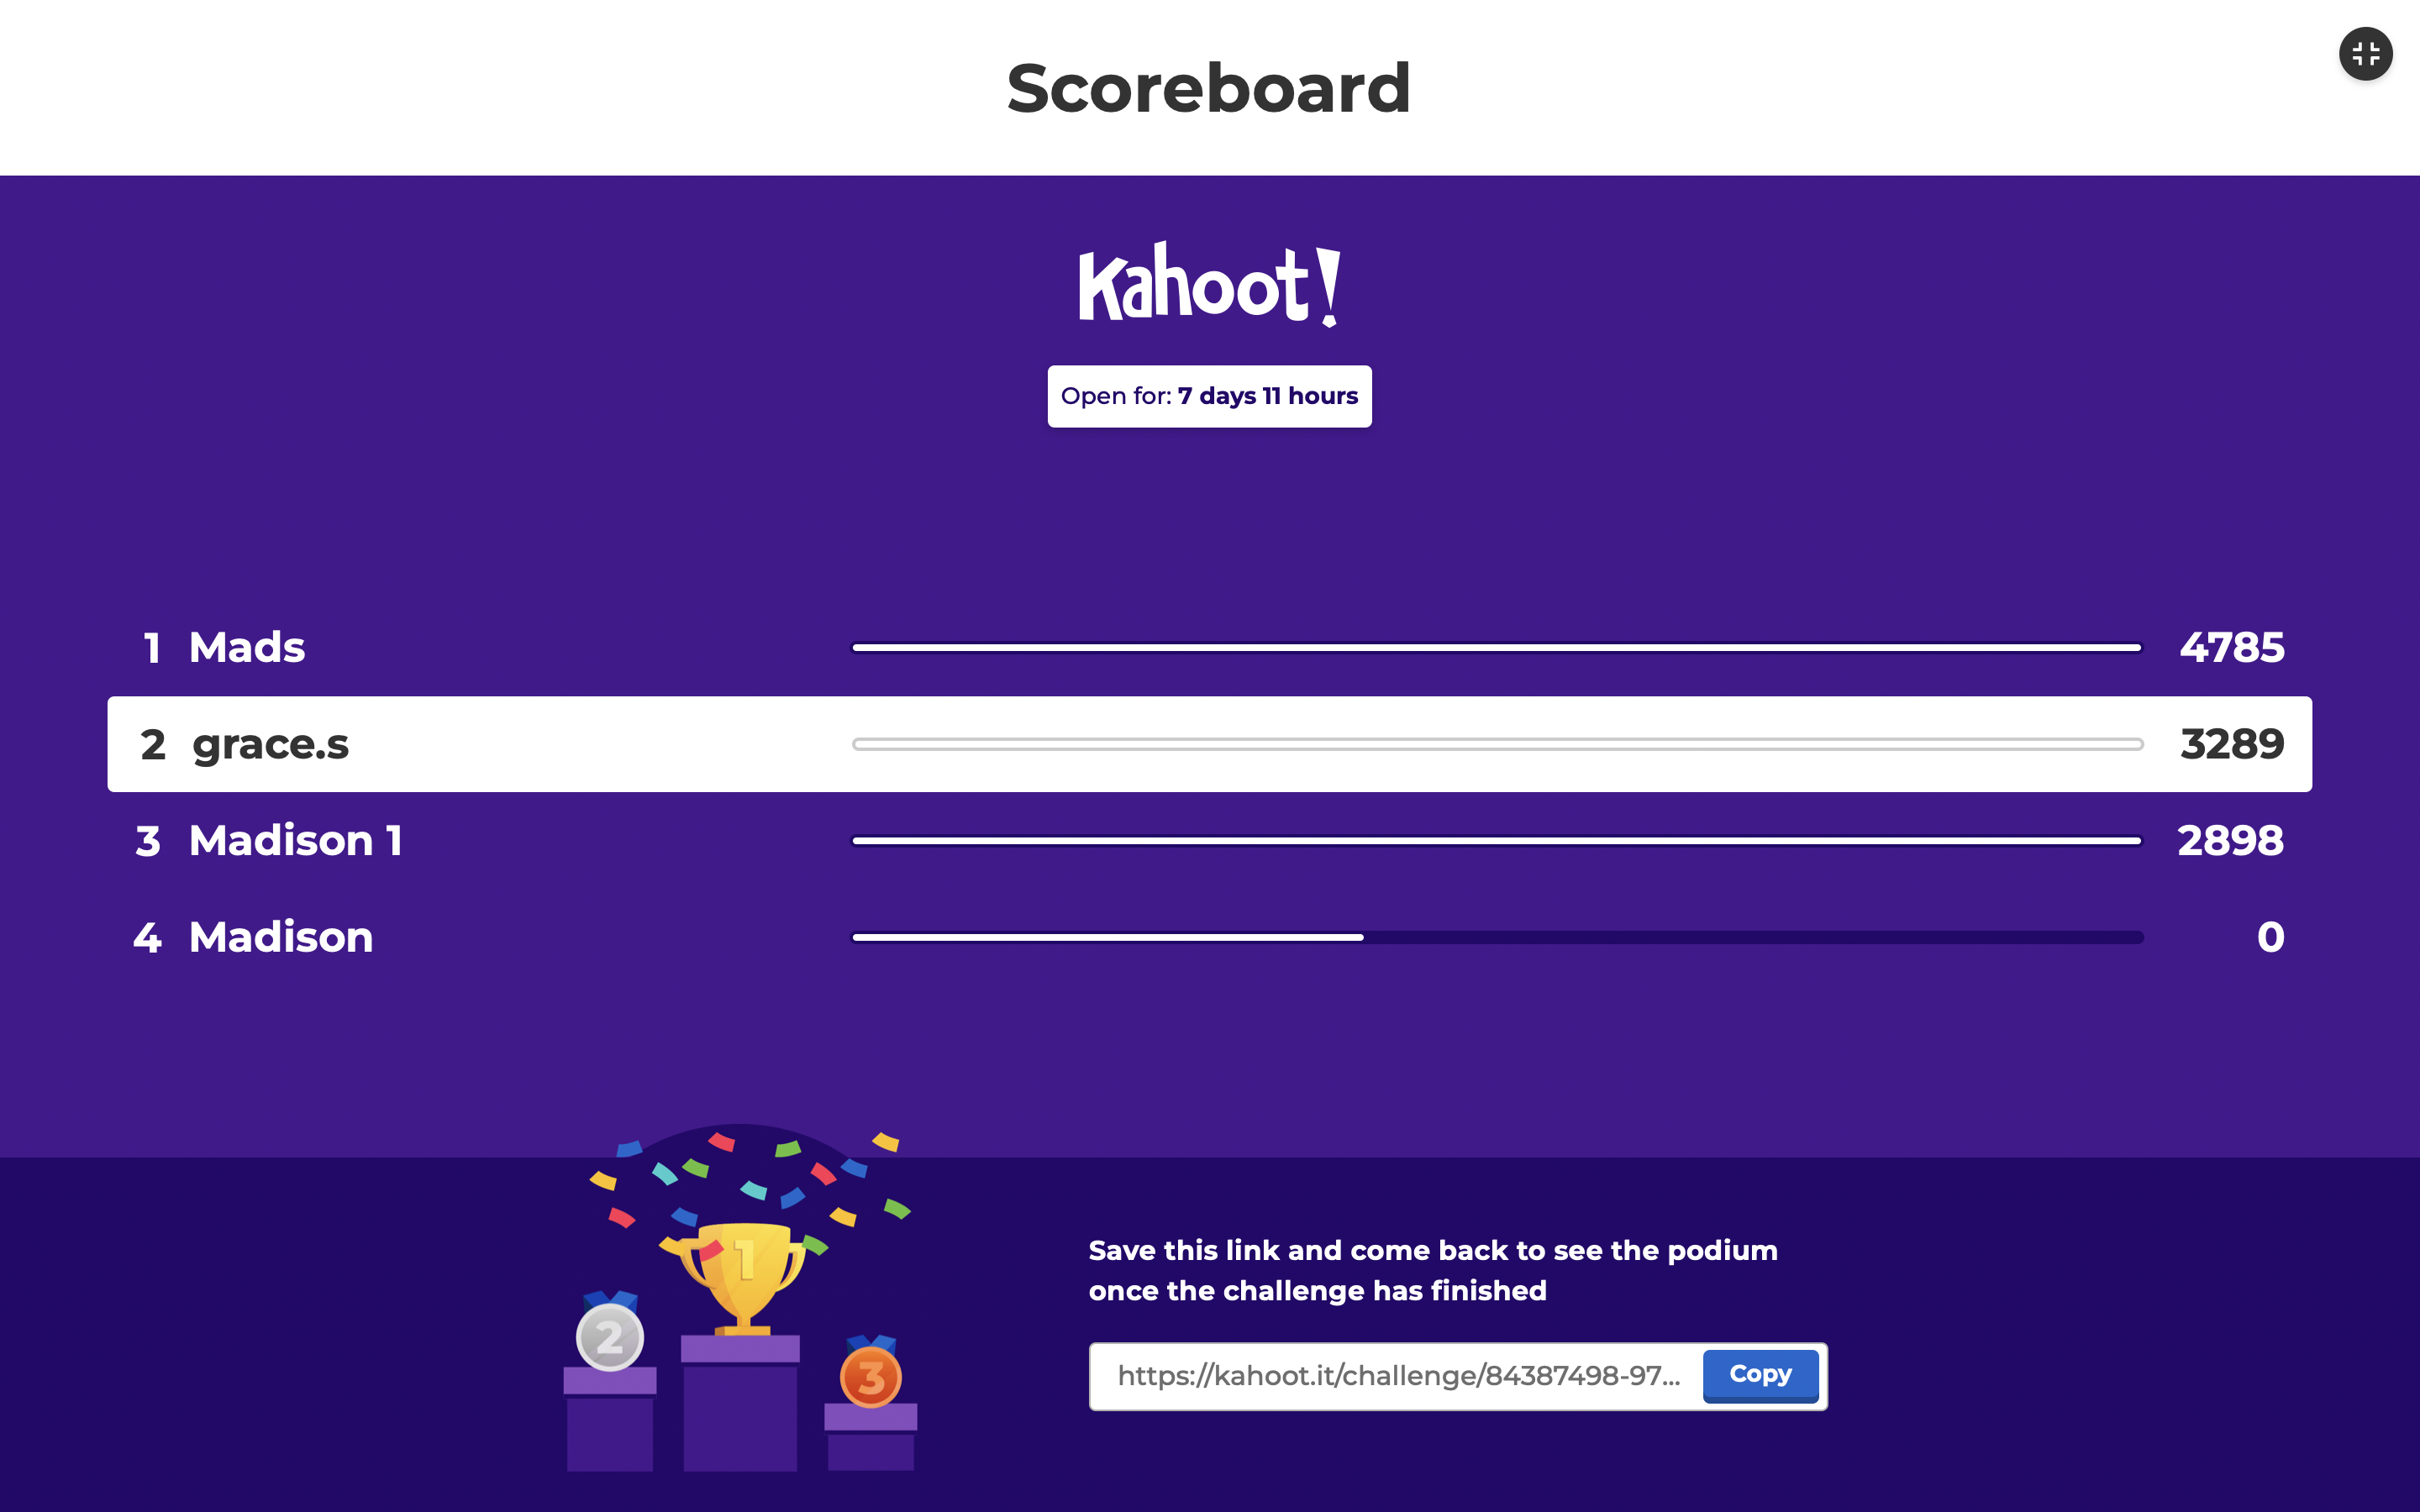 Scoreboard
Kahoot!
Open for: 7 days 11 hours
1 Mads 4785
2 grace.s 3289
3 Madison 1 2898
4 Madison 0
1
2
3
Save this link and come back to see the podium
once the challenge has finished
https://kahoot.it/challenge/84387498-97... Copy